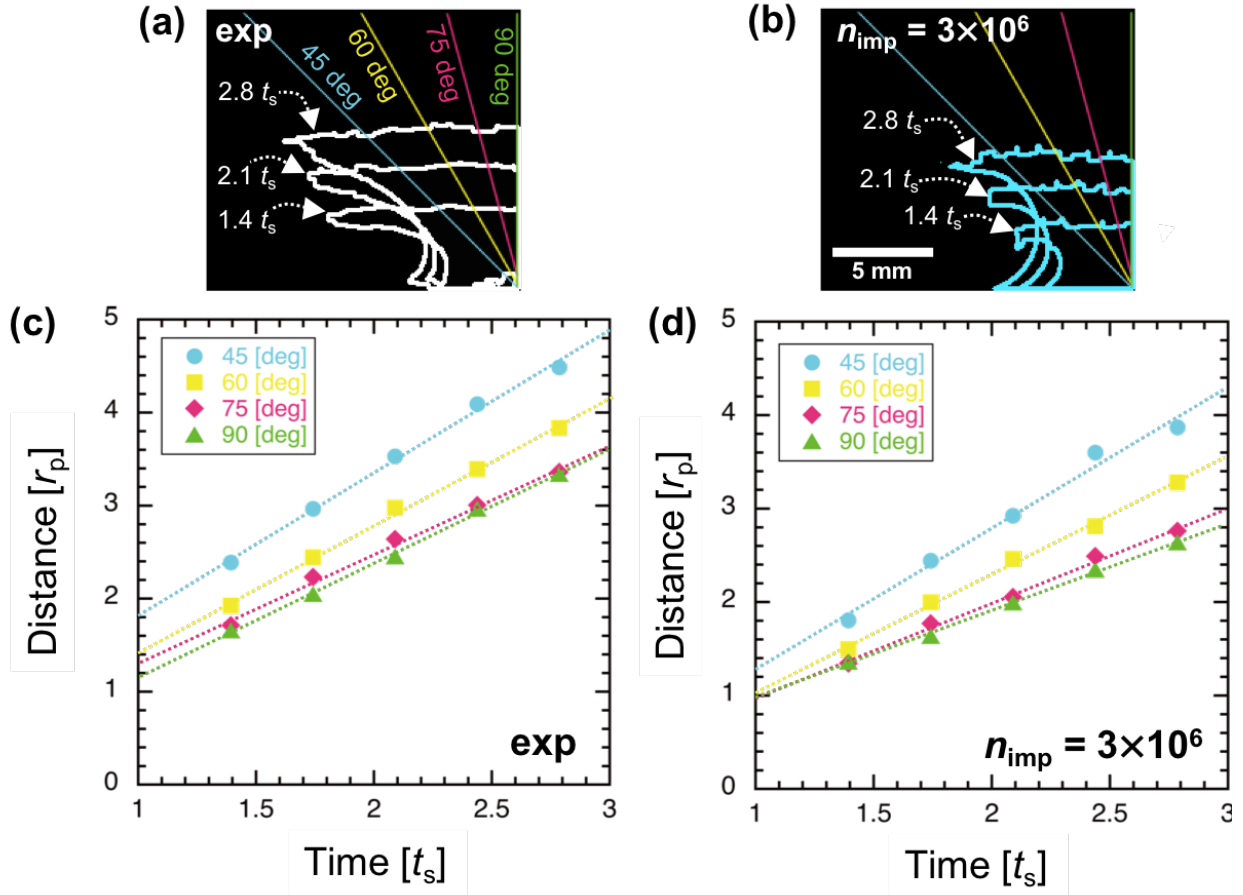 (a)
exp
45 deg
60 deg
75 deg
90 deg
2.8 ts
2.1 ts
1.4 ts
(b)
nimp = 3×10⁶
2.8 ts
2.1 ts
1.4 ts
5 mm
(c)
5
4
3
2
1
0
Distance [rp]
45 [deg]
60 [deg]
75 [deg]
90 [deg]
exp
1
1.5
2
2.5
3
Time [ts]
(d)
5
4
3
2
1
0
Distance [rp]
45 [deg]
60 [deg]
75 [deg]
90 [deg]
nimp = 3×10⁶
1
1.5
2
2.5
3
Time [ts]